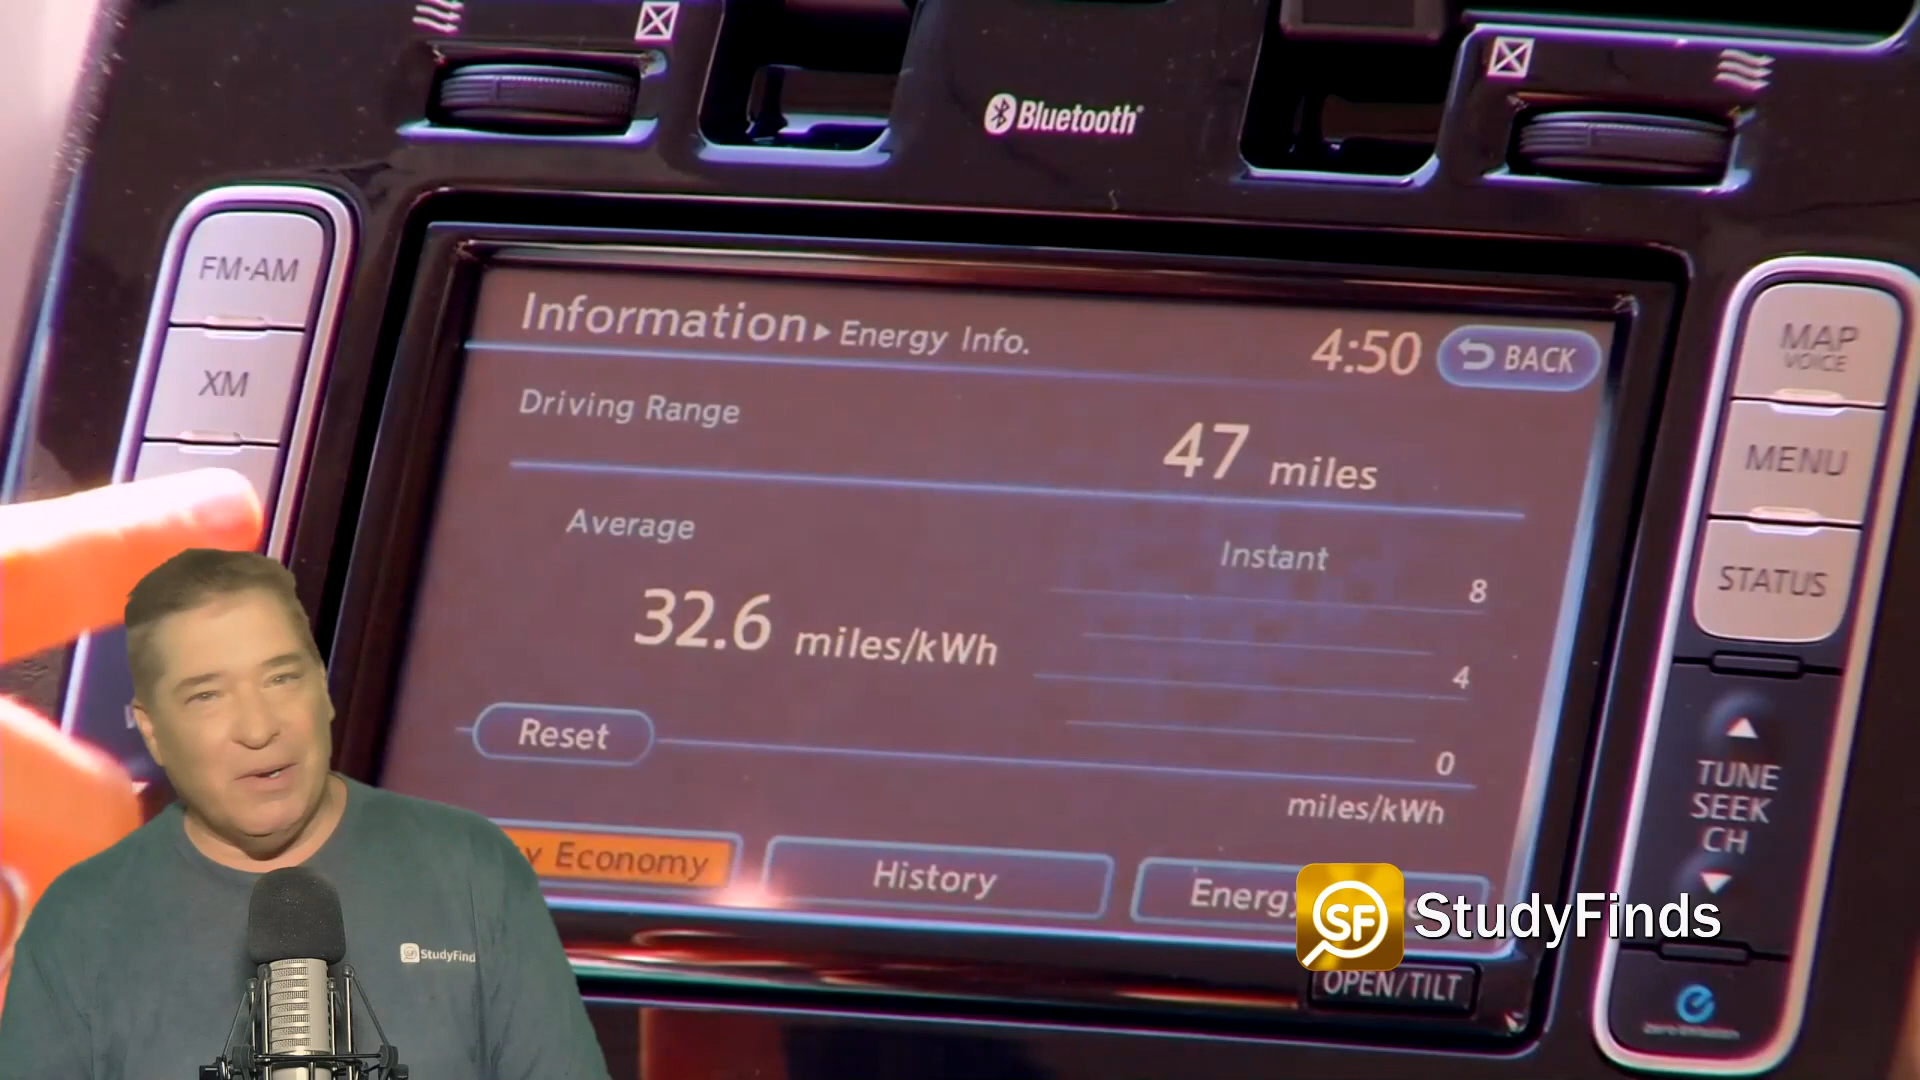 Bluetooth
FM·AM
XM
Information ▸ Energy Info.
4:50
BACK
Driving Range
47 miles
Average
32.6 miles/kWh
Instant
8
4
0
miles/kWh
Reset
Economy
History
MAP
VOICE
MENU
STATUS
TUNE
SEEK
CH
SF StudyFinds
OPEN/TILT
StudyFind